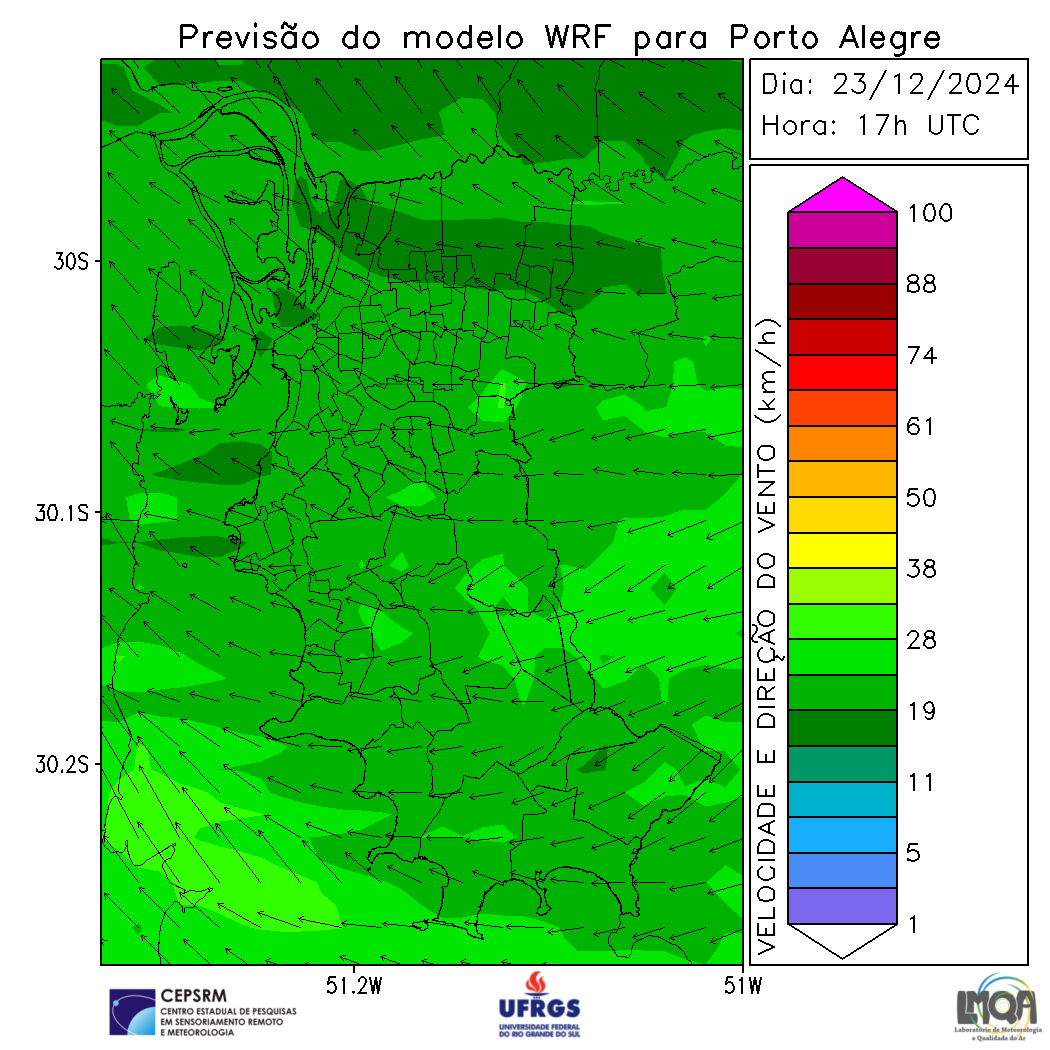 Previsão do modelo WRF para Porto Alegre
Dia: 23/12/2024
Hora: 17h UTC
30S
30.1S
30.2S
51.2W
51W
VELOCIDADE E DIREÇÃO DO VENTO (km/h)
100
88
74
61
50
38
28
19
11
5
1
CEPSRM
CENTRO ESTADUAL DE PESQUISAS
EM SENSORIAMENTO REMOTO
E METEOROLOGIA
UFRGS
UNIVERSIDADE FEDERAL
DO RIO GRANDE DO SUL
LMQA
Laboratório de Meteorologia
e Qualidade do Ar